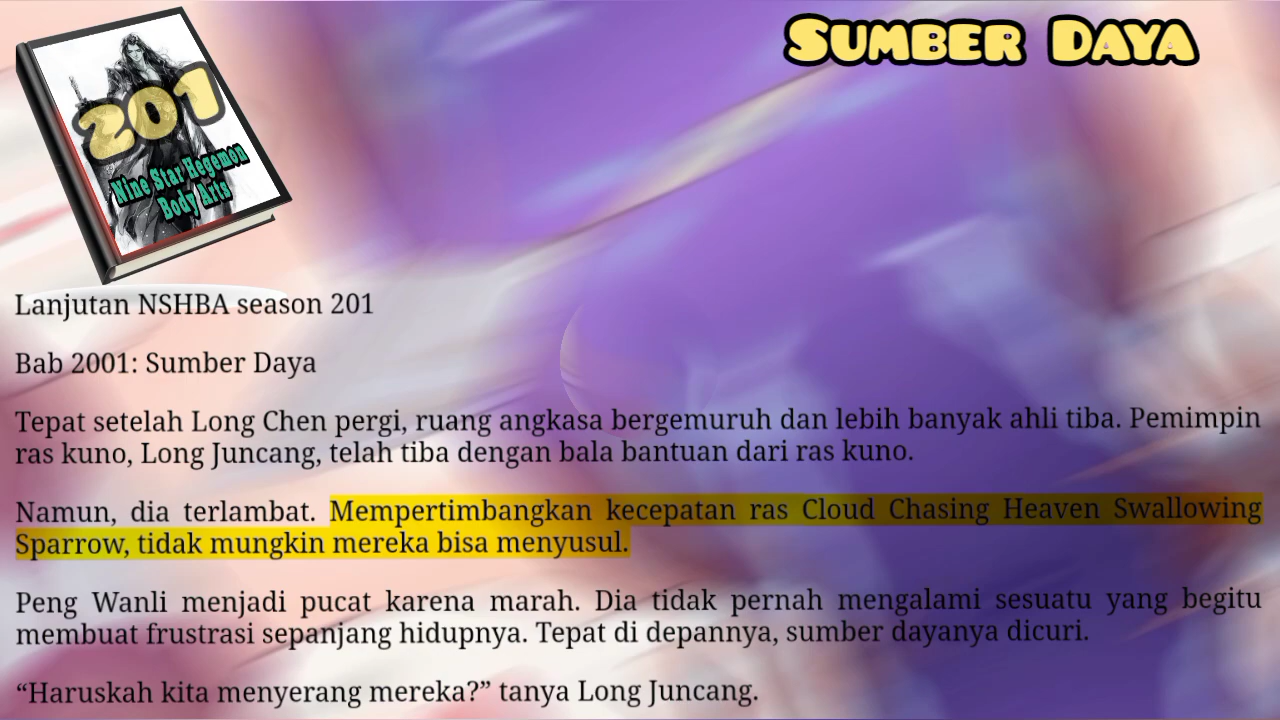 SUMBER DAYA
201
Nine Star Hegemon
Body Arts
Lanjutan NSHBA season 201
Bab 2001: Sumber Daya
Tepat setelah Long Chen pergi, ruang angkasa bergemuruh dan lebih banyak ahli tiba. Pemimpin
ras kuno, Long Juncang, telah tiba dengan bala bantuan dari ras kuno.
Namun, dia terlambat. Mempertimbangkan kecepatan ras Cloud Chasing Heaven Swallowing
Sparrow, tidak mungkin mereka bisa menyusul.
Peng Wanli menjadi pucat karena marah. Dia tidak pernah mengalami sesuatu yang begitu
membuat frustrasi sepanjang hidupnya. Tepat di depannya, sumber dayanya dicuri.
“Haruskah kita menyerang mereka?” tanya Long Juncang.